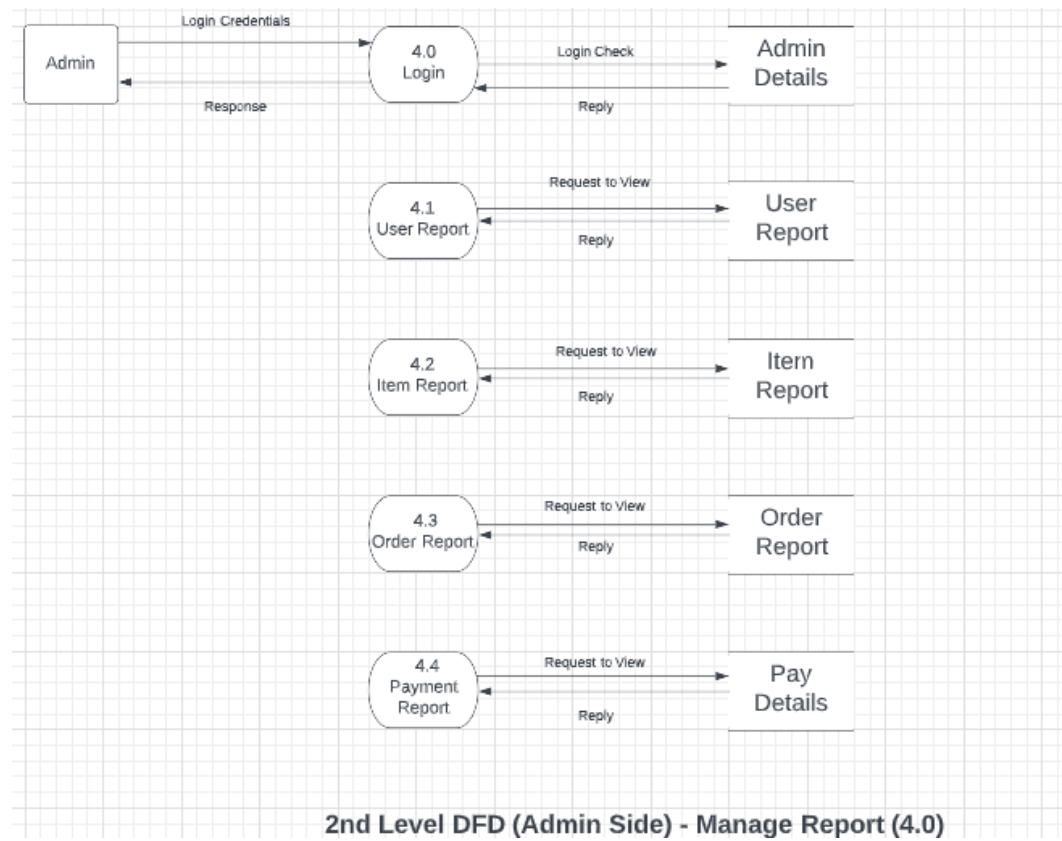 Login Credentials
Admin
4.0
Login
Login Check
Admin
Details
Response
Reply
4.1
User Report
Request to View
Reply
User
Report
4.2
Item Report
Request to View
Reply
Item
Report
4.3
Order Report
Request to View
Reply
Order
Report
4.4
Payment
Report
Request to View
Reply
Pay
Details
2nd Level DFD (Admin Side) - Manage Report (4.0)